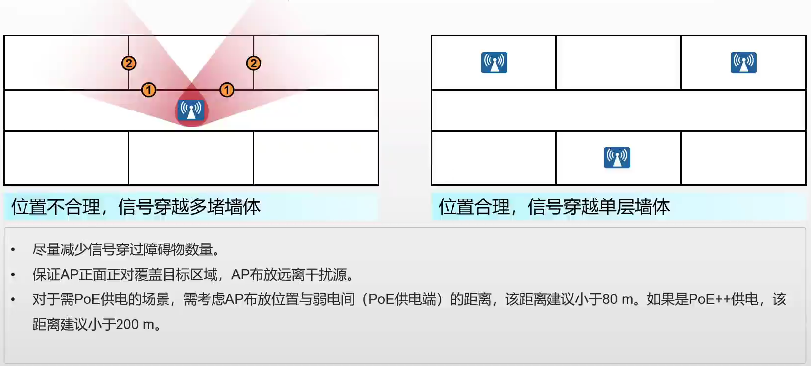 ② ②
① ①
位置不合理，信号穿越多堵墙体
位置合理，信号穿越单层墙体
• 尽量减少信号穿过障碍物数量。
• 保证AP正面正对覆盖目标区域，AP布放远离干扰源。
• 对于需PoE供电的场景，需考虑AP布放位置与弱电间（PoE供电端）的距离，该距离建议小于80 m。如果是PoE++供电，该
距离建议小于200 m。